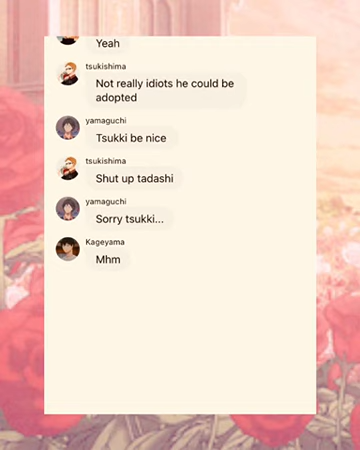 Yeah
tsukishima
Not really idiots he could be
adopted
yamaguchi
Tsukki be nice
tsukishima
Shut up tadashi
yamaguchi
Sorry tsukki...
Kageyama
Mhm